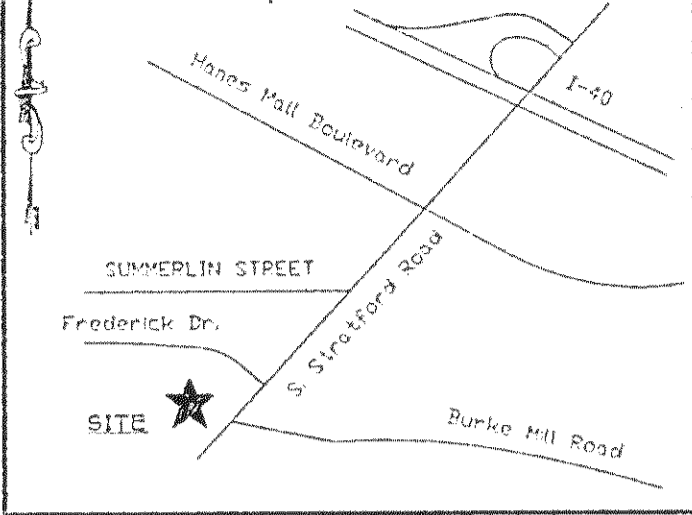 I-40
Hanes Mall Boulevard
SUMMERLIN STREET
S. Stratford Road
Frederick Dr.
SITE
Burke Mill Road